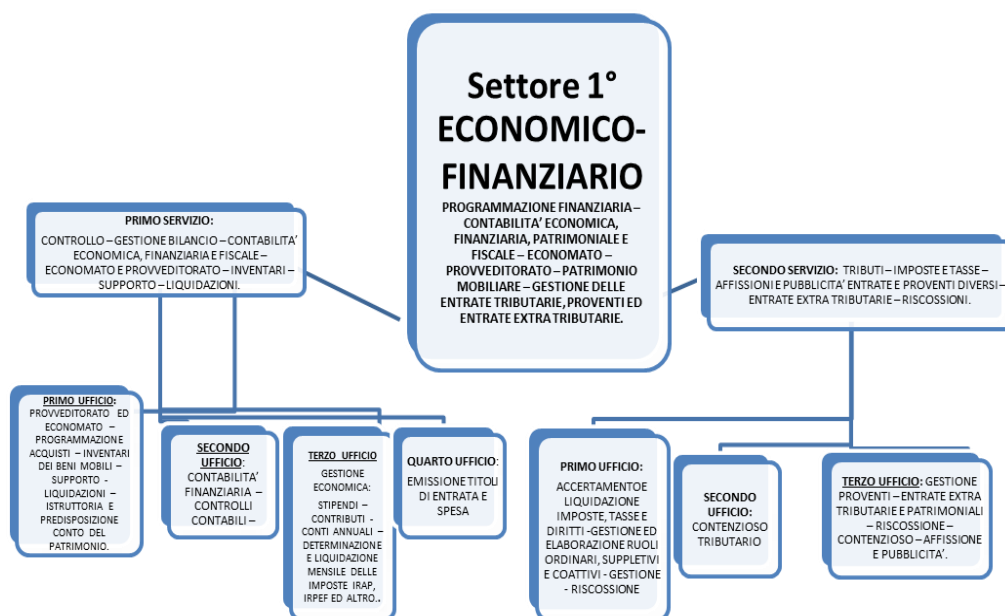 Settore 1°
ECONOMICO-
FINANZIARIO
PROGRAMMAZIONE FINANZIARIA –
CONTABILITA’ ECONOMICA,
FINANZIARIA, PATRIMONIALE E
FISCALE – ECONOMATO –
PROVVEDITORATO – PATRIMONIO
MOBILIARE – GESTIONE DELLE
ENTRATE TRIBUTARIE, PROVENTI ED
ENTRATE EXTRA TRIBUTARIE.
PRIMO SERVIZIO:
CONTROLLO – GESTIONE BILANCIO – CONTABILITA’
ECONOMICA, FINANZIARIA E FISCALE –
ECONOMATO E PROVVEDITORATO – INVENTARI –
SUPPORTO – LIQUIDAZIONI.
SECONDO SERVIZIO: TRIBUTI – IMPOSTE E TASSE –
AFFISSIONI E PUBBLICITA’ ENTRATE E PROVENTI DIVERSI –
ENTRATE EXTRA TRIBUTARIE – RISCOSSIONI.
PRIMO UFFICIO:
PROVVEDITORATO ED
ECONOMATO –
PROGRAMMAZIONE
ACQUISTI – INVENTARI
DEI BENI MOBILI –
SUPPORTO -
LIQUIDAZIONI –
ISTRUTTORIA E
PREDISPOSIZIONE
CONTO DEL
PATRIMONIO.
SECONDO
UFFICIO:
CONTABILITA’
FINANZIARIA –
CONTROLLI
CONTABILI –
TERZO UFFICIO
GESTIONE
ECONOMICA:
STIPENDI –
CONTRIBUTI -
CONTI ANNUALI –
DETERMINAZIONE
E LIQUIDAZIONE
MENSILE DELLE
IMPOSTE IRAP,
IRPEF ED ALTRO..
QUARTO UFFICIO:
EMISSIONE TITOLI
DI ENTRATA E
SPESA
PRIMO UFFICIO:
ACCERTAMENTO E
LIQUIDAZIONE
IMPOSTE, TASSE E
DIRITTI -GESTIONE ED
ELABORAZIONE RUOLI
ORDINARI, SUPPLETIVI
E COATTIVI - GESTIONE
- RISCOSSIONE
SECONDO
UFFICIO:
CONTENZIOSO
TRIBUTARIO
TERZO UFFICIO: GESTIONE
PROVENTI – ENTRATE EXTRA
TRIBUTARIE E PATRIMONIALI
– RISCOSSIONE –
CONTENZIOSO – AFFISSIONE
E PUBBLICITA’.